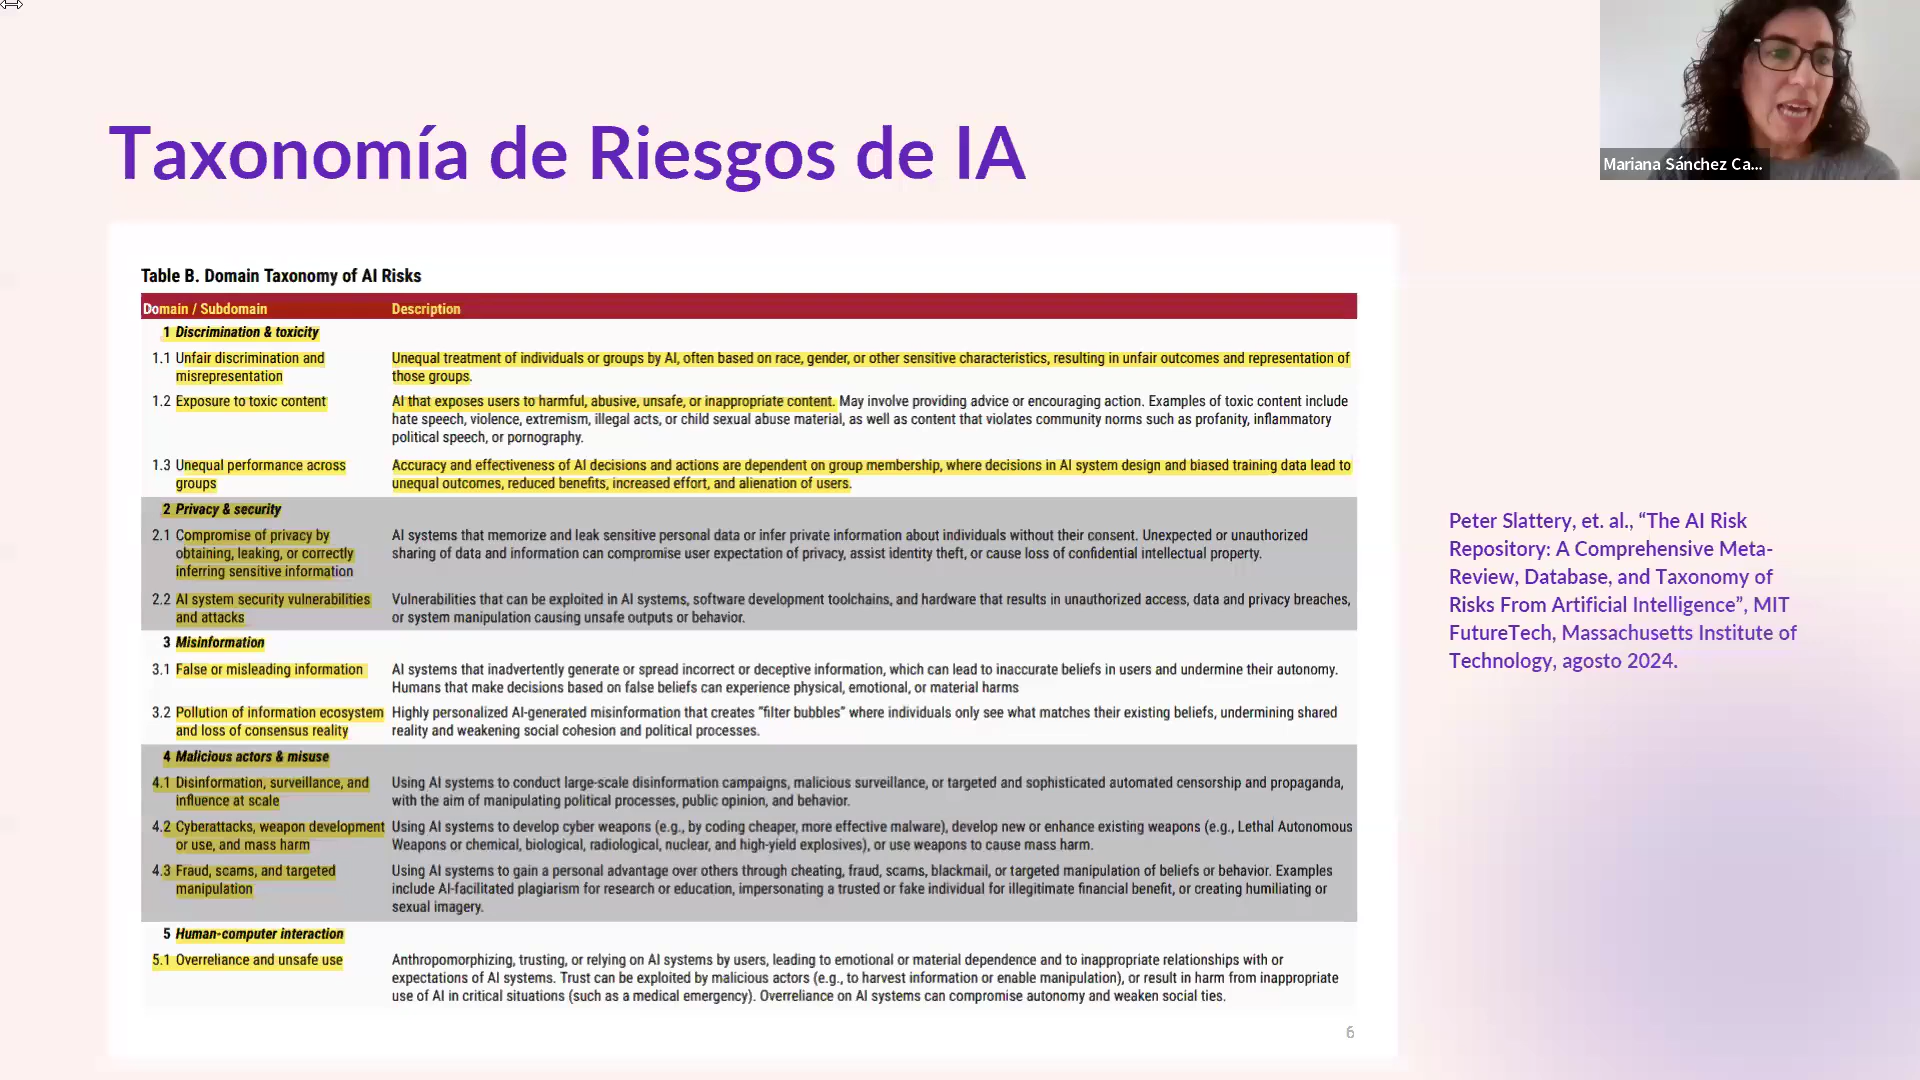 Taxonomía de Riesgos de IA
Mariana Sánchez Ca...
Table B. Domain Taxonomy of AI Risks
Domain / Subdomain Description
1 Discrimination & toxicity
1.1 Unfair discrimination and misrepresentation
Unequal treatment of individuals or groups by AI, often based on race, gender, or other sensitive characteristics, resulting in unfair outcomes and representation of
those groups.
1.2 Exposure to toxic content
AI that exposes users to harmful, abusive, unsafe, or inappropriate content. May involve providing advice or encouraging action. Examples of toxic content include
hate speech, violence, extremism, illegal acts, or child sexual abuse material, as well as content that violates community norms such as profanity, inflammatory
political speech, or pornography.
1.3 Unequal performance across
groups
Accuracy and effectiveness of AI decisions and actions are dependent on group membership, where decisions in AI system design and biased training data lead to
unequal outcomes, reduced benefits, increased effort, and alienation of users.
2 Privacy & security
2.1 Compromise of privacy by
obtaining, leaking, or correctly
inferring sensitive information
AI systems that memorize and leak sensitive personal data or infer private information about individuals without their consent. Unexpected or unauthorized
sharing of data and information can compromise user expectation of privacy, assist identity theft, or cause loss of confidential intellectual property.
2.2 AI system security vulnerabilities
and attacks
Vulnerabilities that can be exploited in AI systems, software development toolchains, and hardware that results in unauthorized access, data and privacy breaches,
or system manipulation causing unsafe outputs or behavior.
3 Misinformation
3.1 False or misleading information
AI systems that inadvertently generate or spread incorrect or deceptive information, which can lead to inaccurate beliefs in users and undermine their autonomy.
Humans that make decisions based on false beliefs can experience physical, emotional, or material harms
3.2 Pollution of information ecosystem
and loss of consensus reality
Highly personalized AI-generated misinformation that creates "filter bubbles" where individuals only see what matches their existing beliefs, undermining shared
reality and weakening social cohesion and political processes.
4 Malicious actors & misuse
4.1 Disinformation, surveillance, and
influence at scale
Using AI systems to conduct large-scale disinformation campaigns, malicious surveillance, or targeted and sophisticated automated censorship and propaganda,
with the aim of manipulating political processes, public opinion, and behavior.
4.2 Cyberattacks, weapon development
or use, and mass harm
Using AI systems to develop cyber weapons (e.g., by coding cheaper, more effective malware), develop new or enhance existing weapons (e.g., Lethal Autonomous
Weapons or chemical, biological, radiological, nuclear, and high-yield explosives), or use weapons to cause mass harm.
4.3 Fraud, scams, and targeted
manipulation
Using AI systems to gain a personal advantage over others through cheating, fraud, scams, blackmail, or targeted manipulation of beliefs or behavior. Examples
include AI-facilitated plagiarism for research or education, impersonating a trusted or fake individual for illegitimate financial benefit, or creating humiliating or
sexual imagery.
5 Human-computer interaction
5.1 Overreliance and unsafe use
Anthropomorphizing, trusting, or relying on AI systems by users, leading to emotional or material dependence and to inappropriate relationships with or
expectations of AI systems. Trust can be exploited by malicious actors (e.g., to harvest information or enable manipulation), or result in harm from inappropriate
use of AI in critical situations (such as a medical emergency). Overreliance on AI systems can compromise autonomy and weaken social ties.
6
Peter Slattery, et. al., “The AI Risk
Repository: A Comprehensive Meta-
Review, Database, and Taxonomy of
Risks From Artificial Intelligence”, MIT
FutureTech, Massachusetts Institute of
Technology, agosto 2024.